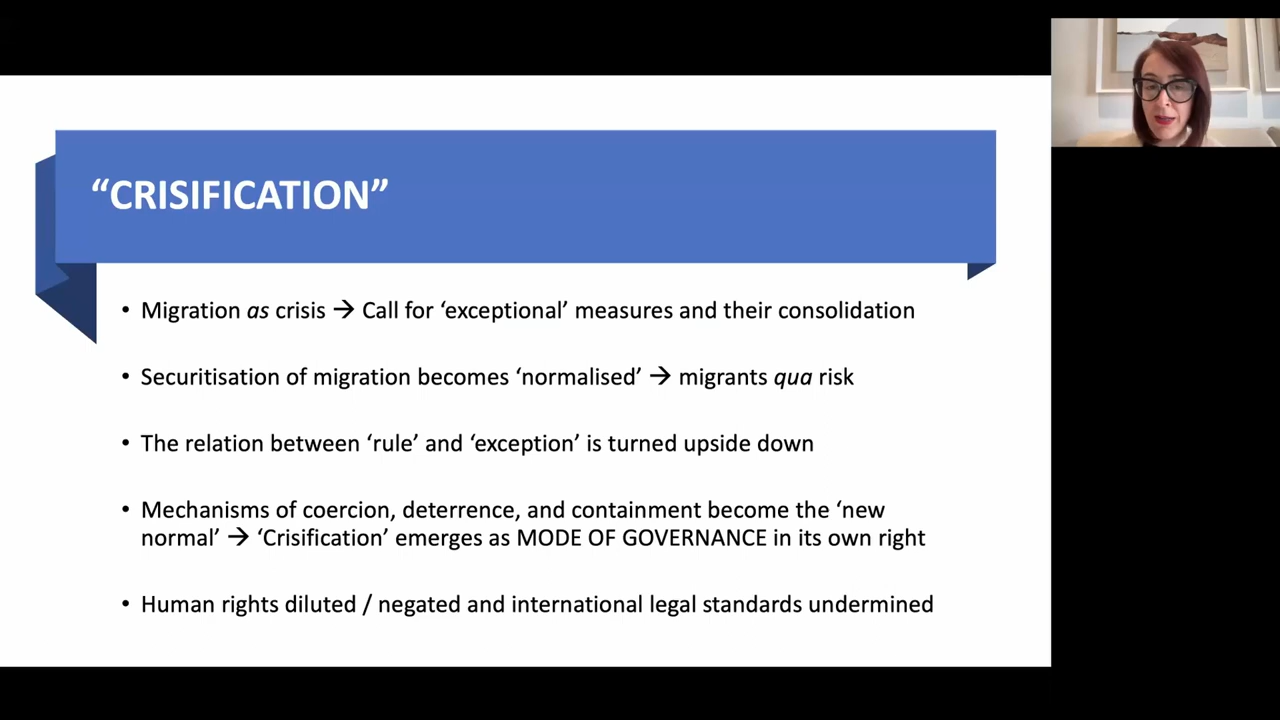 “CRISIFICATION”
• Migration as crisis → Call for ‘exceptional’ measures and their consolidation
• Securitisation of migration becomes ‘normalised’ → migrants qua risk
• The relation between ‘rule’ and ‘exception’ is turned upside down
• Mechanisms of coercion, deterrence, and containment become the ‘new
normal’ → ‘Crisification’ emerges as MODE OF GOVERNANCE in its own right
• Human rights diluted / negated and international legal standards undermined